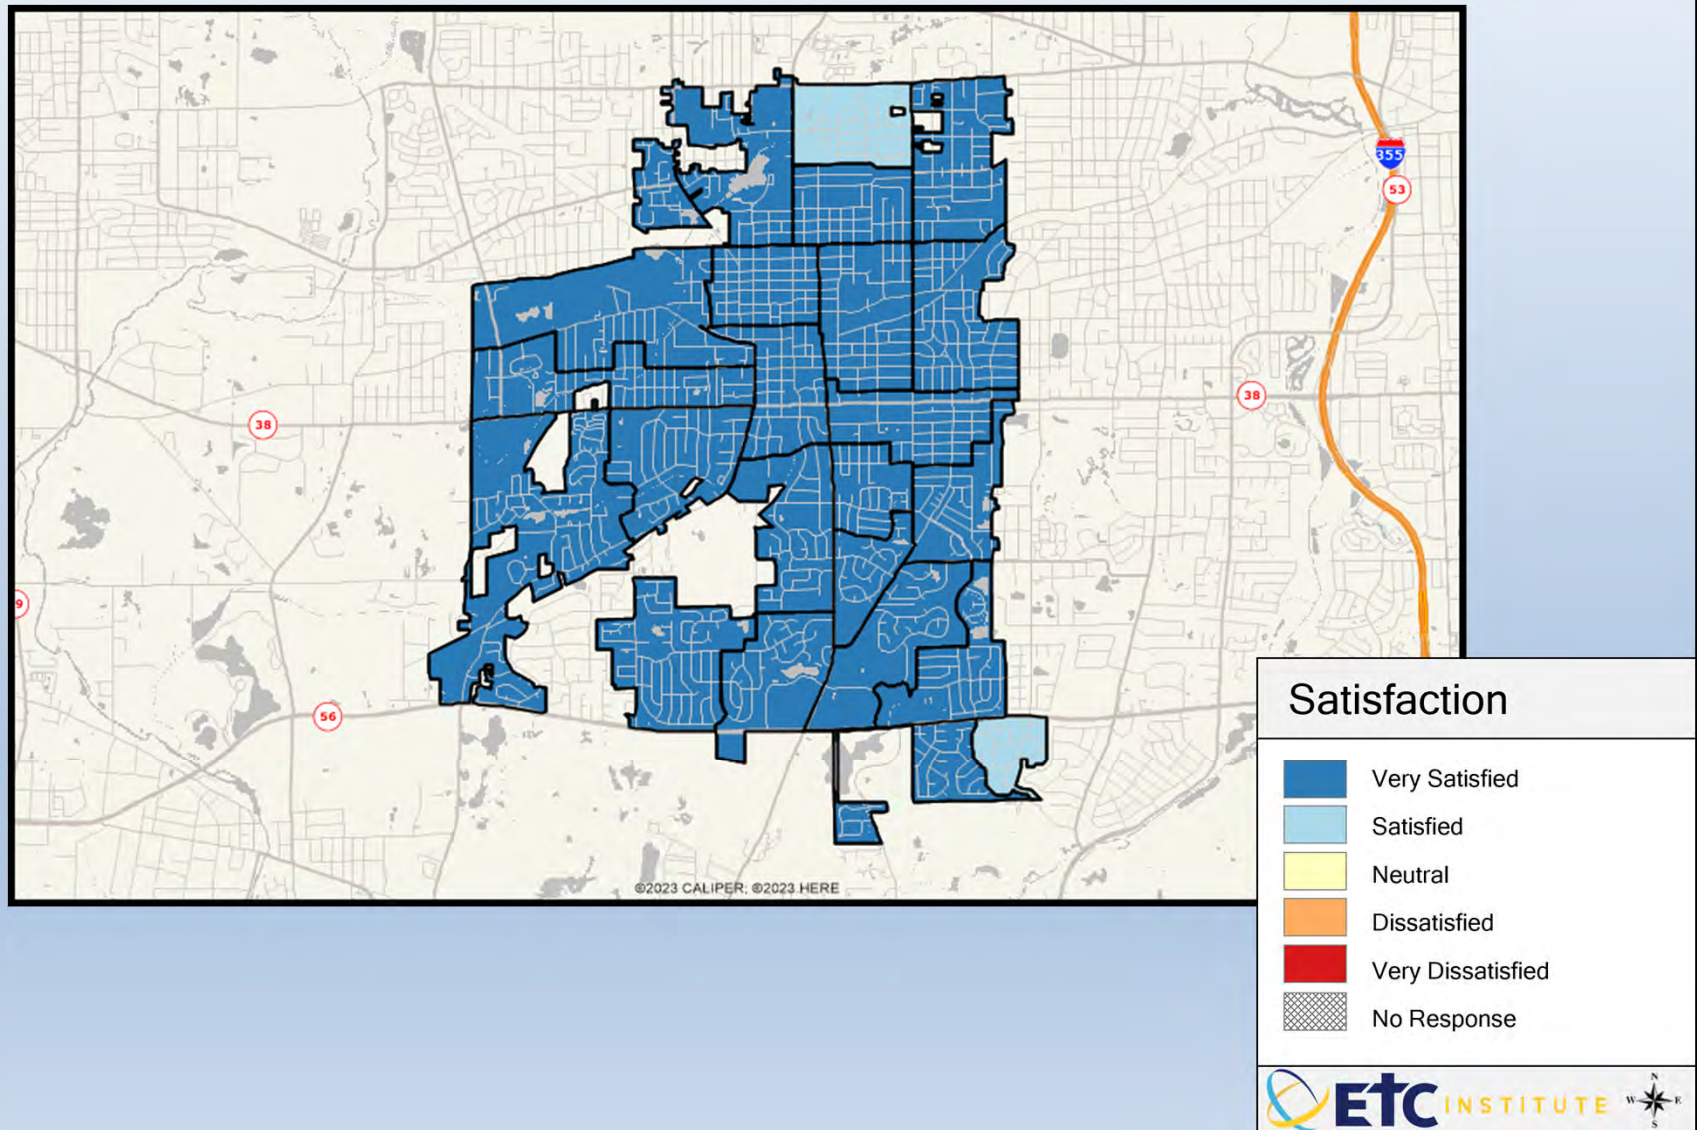 355
53
38
38
9
56
©2023 CALIPER; ©2023 HERE
Satisfaction
Very Satisfied
Satisfied
Neutral
Dissatisfied
Very Dissatisfied
No Response
N
W E
S
ETC INSTITUTE